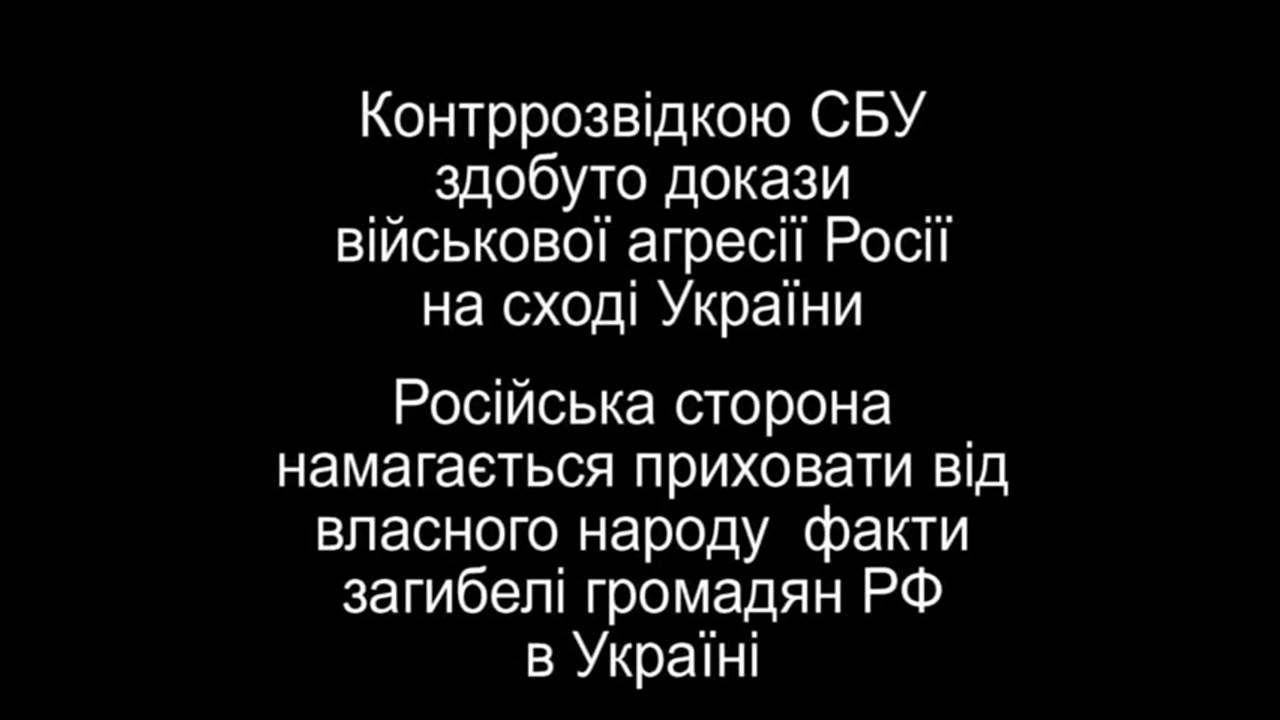 Контррозвідкою СБУ
здобуто докази
військової агресії Росії
на сході України
Російська сторона
намагається приховати від
власного народу  факти
загибелі громадян РФ
в Україні